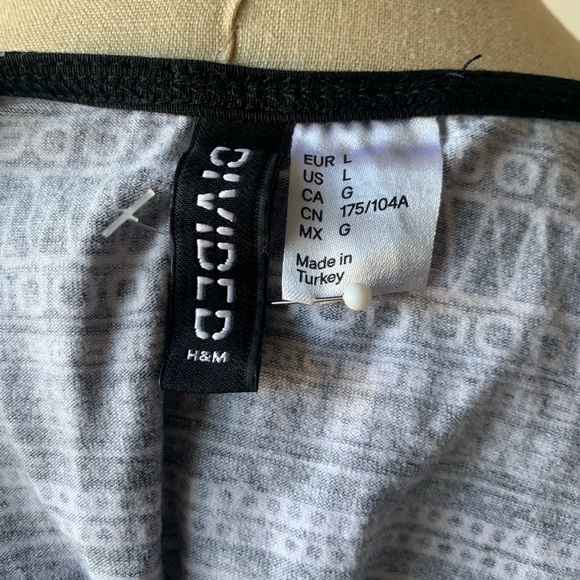 DIVIDED
H&M
EUR L
US L
CA G
CN 175/104A
MX G
Made in
Turkey